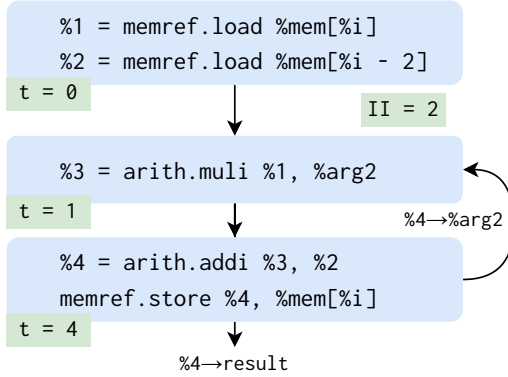 %1 = memref.load %mem[%i]
%2 = memref.load %mem[%i - 2]
t = 0
II = 2
%3 = arith.muli %1, %arg2
t = 1
%4→%arg2
%4 = arith.addi %3, %2
memref.store %4, %mem[%i]
t = 4
%4→result